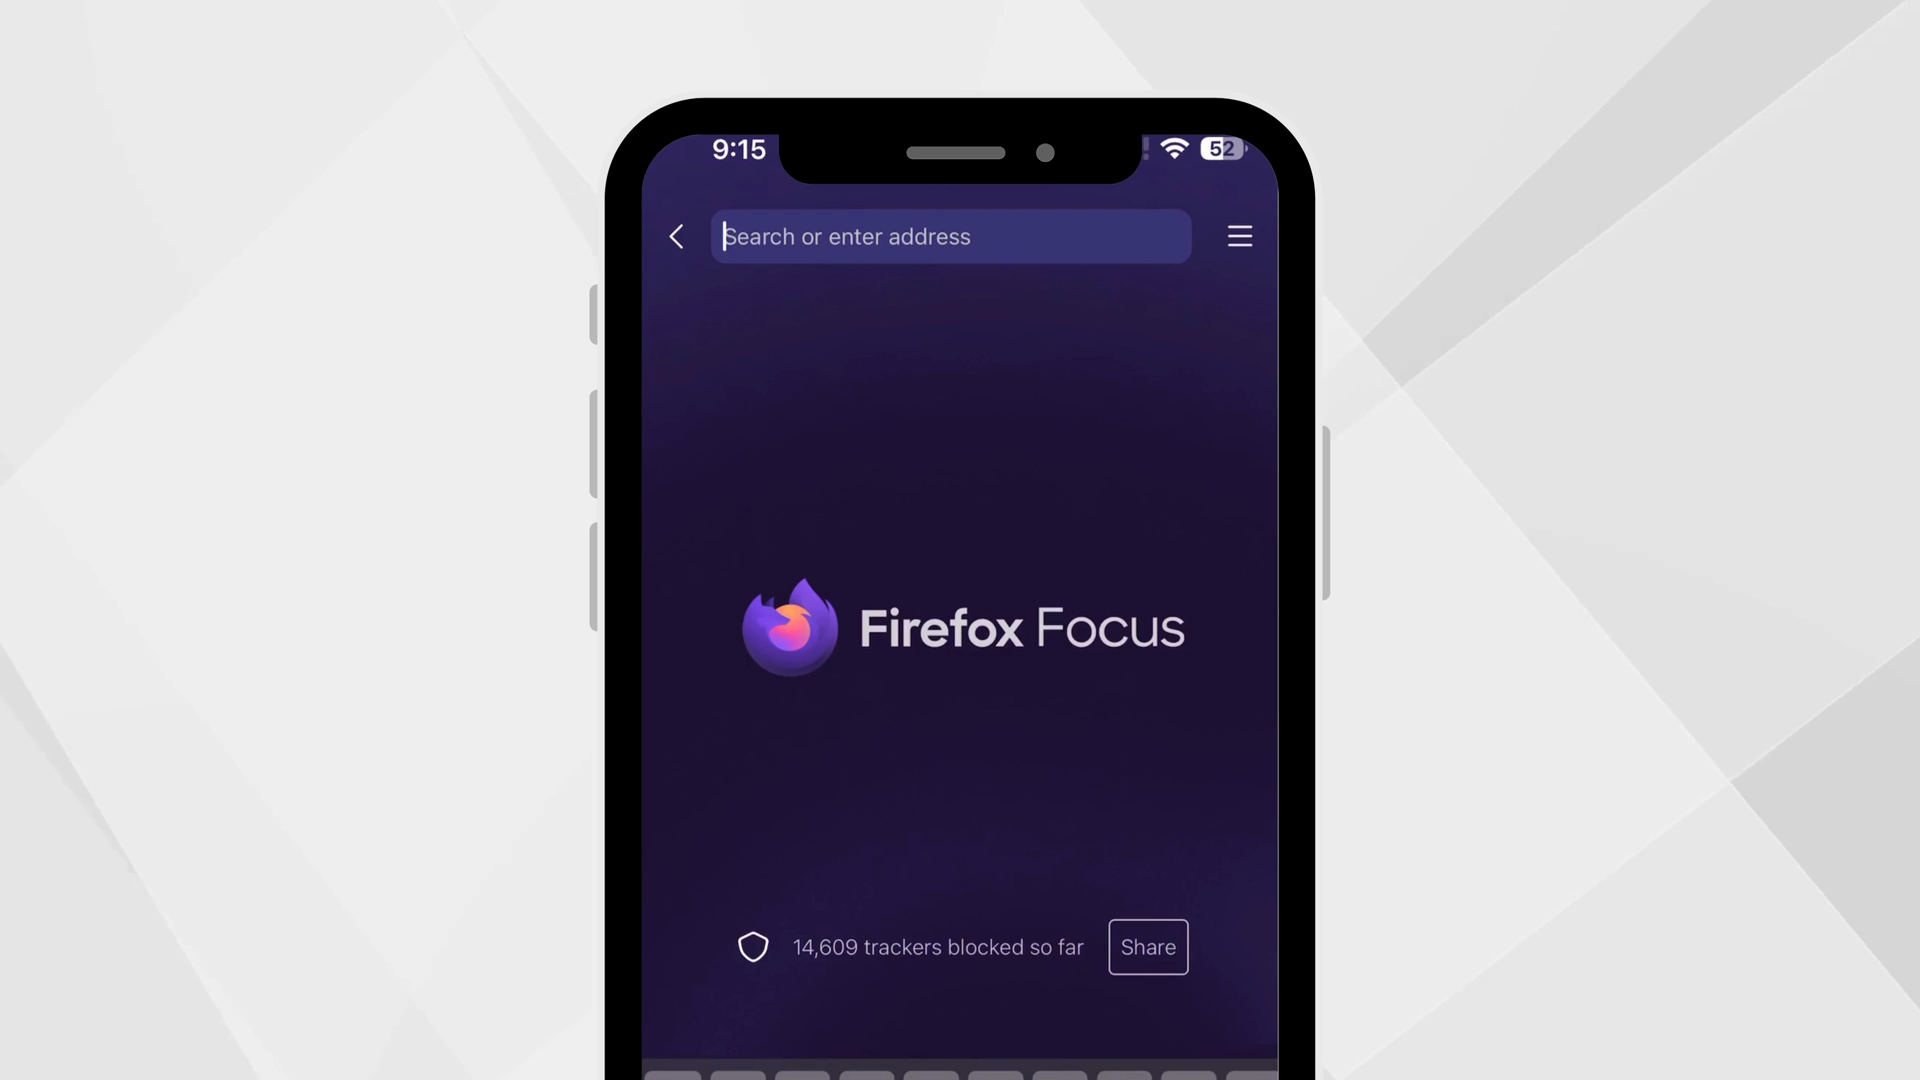 9:15
52
Search or enter address
Firefox Focus
14,609 trackers blocked so far
Share